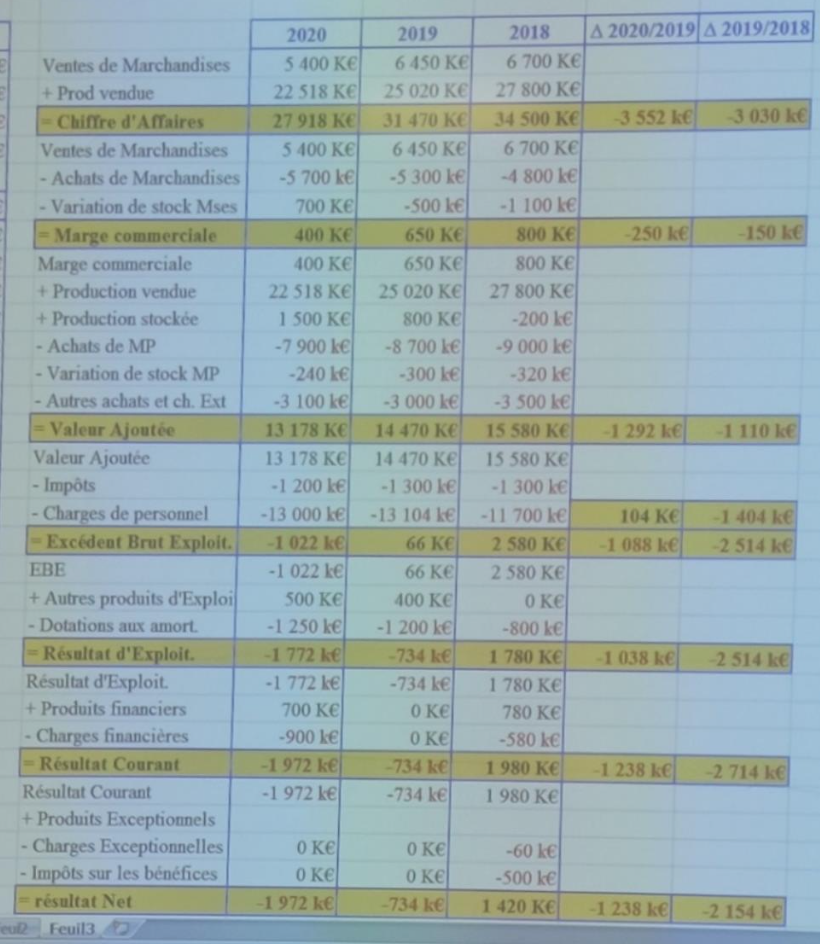 2020 2019 2018 Δ 2020/2019 Δ 2019/2018
Ventes de Marchandises 5 400 K€ 6 450 K€ 6 700 K€
+ Prod vendue 22 518 K€ 25 020 K€ 27 800 K€
= Chiffre d'Affaires 27 918 K€ 31 470 K€ 34 500 K€ -3 552 k€ -3 030 k€
Ventes de Marchandises 5 400 K€ 6 450 K€ 6 700 K€
- Achats de Marchandises -5 700 k€ -5 300 k€ -4 800 k€
- Variation de stock Mses 700 K€ -500 k€ -1 100 k€
= Marge commerciale 400 K€ 650 K€ 800 K€ -250 k€ -150 k€
Marge commerciale 400 K€ 650 K€ 800 K€
+ Production vendue 22 518 K€ 25 020 K€ 27 800 K€
+ Production stockée 1 500 K€ 800 K€ -200 k€
- Achats de MP -7 900 k€ -8 700 k€ -9 000 k€
- Variation de stock MP -240 k€ -300 k€ -320 k€
- Autres achats et ch. Ext -3 100 k€ -3 000 k€ -3 500 k€
= Valeur Ajoutée 13 178 K€ 14 470 K€ 15 580 K€ -1 292 k€ -1 110 k€
Valeur Ajoutée 13 178 K€ 14 470 K€ 15 580 K€
- Impôts -1 200 k€ -1 300 k€ -1 300 k€
- Charges de personnel -13 000 k€ -13 104 k€ -11 700 k€ 104 K€ -1 404 k€
= Excédent Brut Exploit. -1 022 k€ 66 K€ 2 580 K€ -1 088 k€ -2 514 k€
EBE -1 022 k€ 66 K€ 2 580 K€
+ Autres produits d'Exploi 500 K€ 400 K€ 0 K€
- Dotations aux amort. -1 250 k€ -1 200 k€ -800 k€
= Résultat d'Exploit. -1 772 k€ -734 k€ 1 780 K€ -1 038 k€ -2 514 k€
Résultat d'Exploit. -1 772 k€ -734 k€ 1 780 K€
+ Produits financiers 700 K€ 0 K€ 780 K€
- Charges financières -900 k€ 0 K€ -580 k€
= Résultat Courant -1 972 k€ -734 k€ 1 980 K€ -1 238 k€ -2 714 k€
Résultat Courant -1 972 k€ -734 k€ 1 980 K€
+ Produits Exceptionnels
- Charges Exceptionnelles 0 K€ 0 K€ -60 k€
- Impôts sur les bénéfices 0 K€ 0 K€ -500 k€
= résultat Net -1 972 k€ -734 k€ 1 420 K€ -1 238 k€ -2 154 k€
euil2 Feuil3